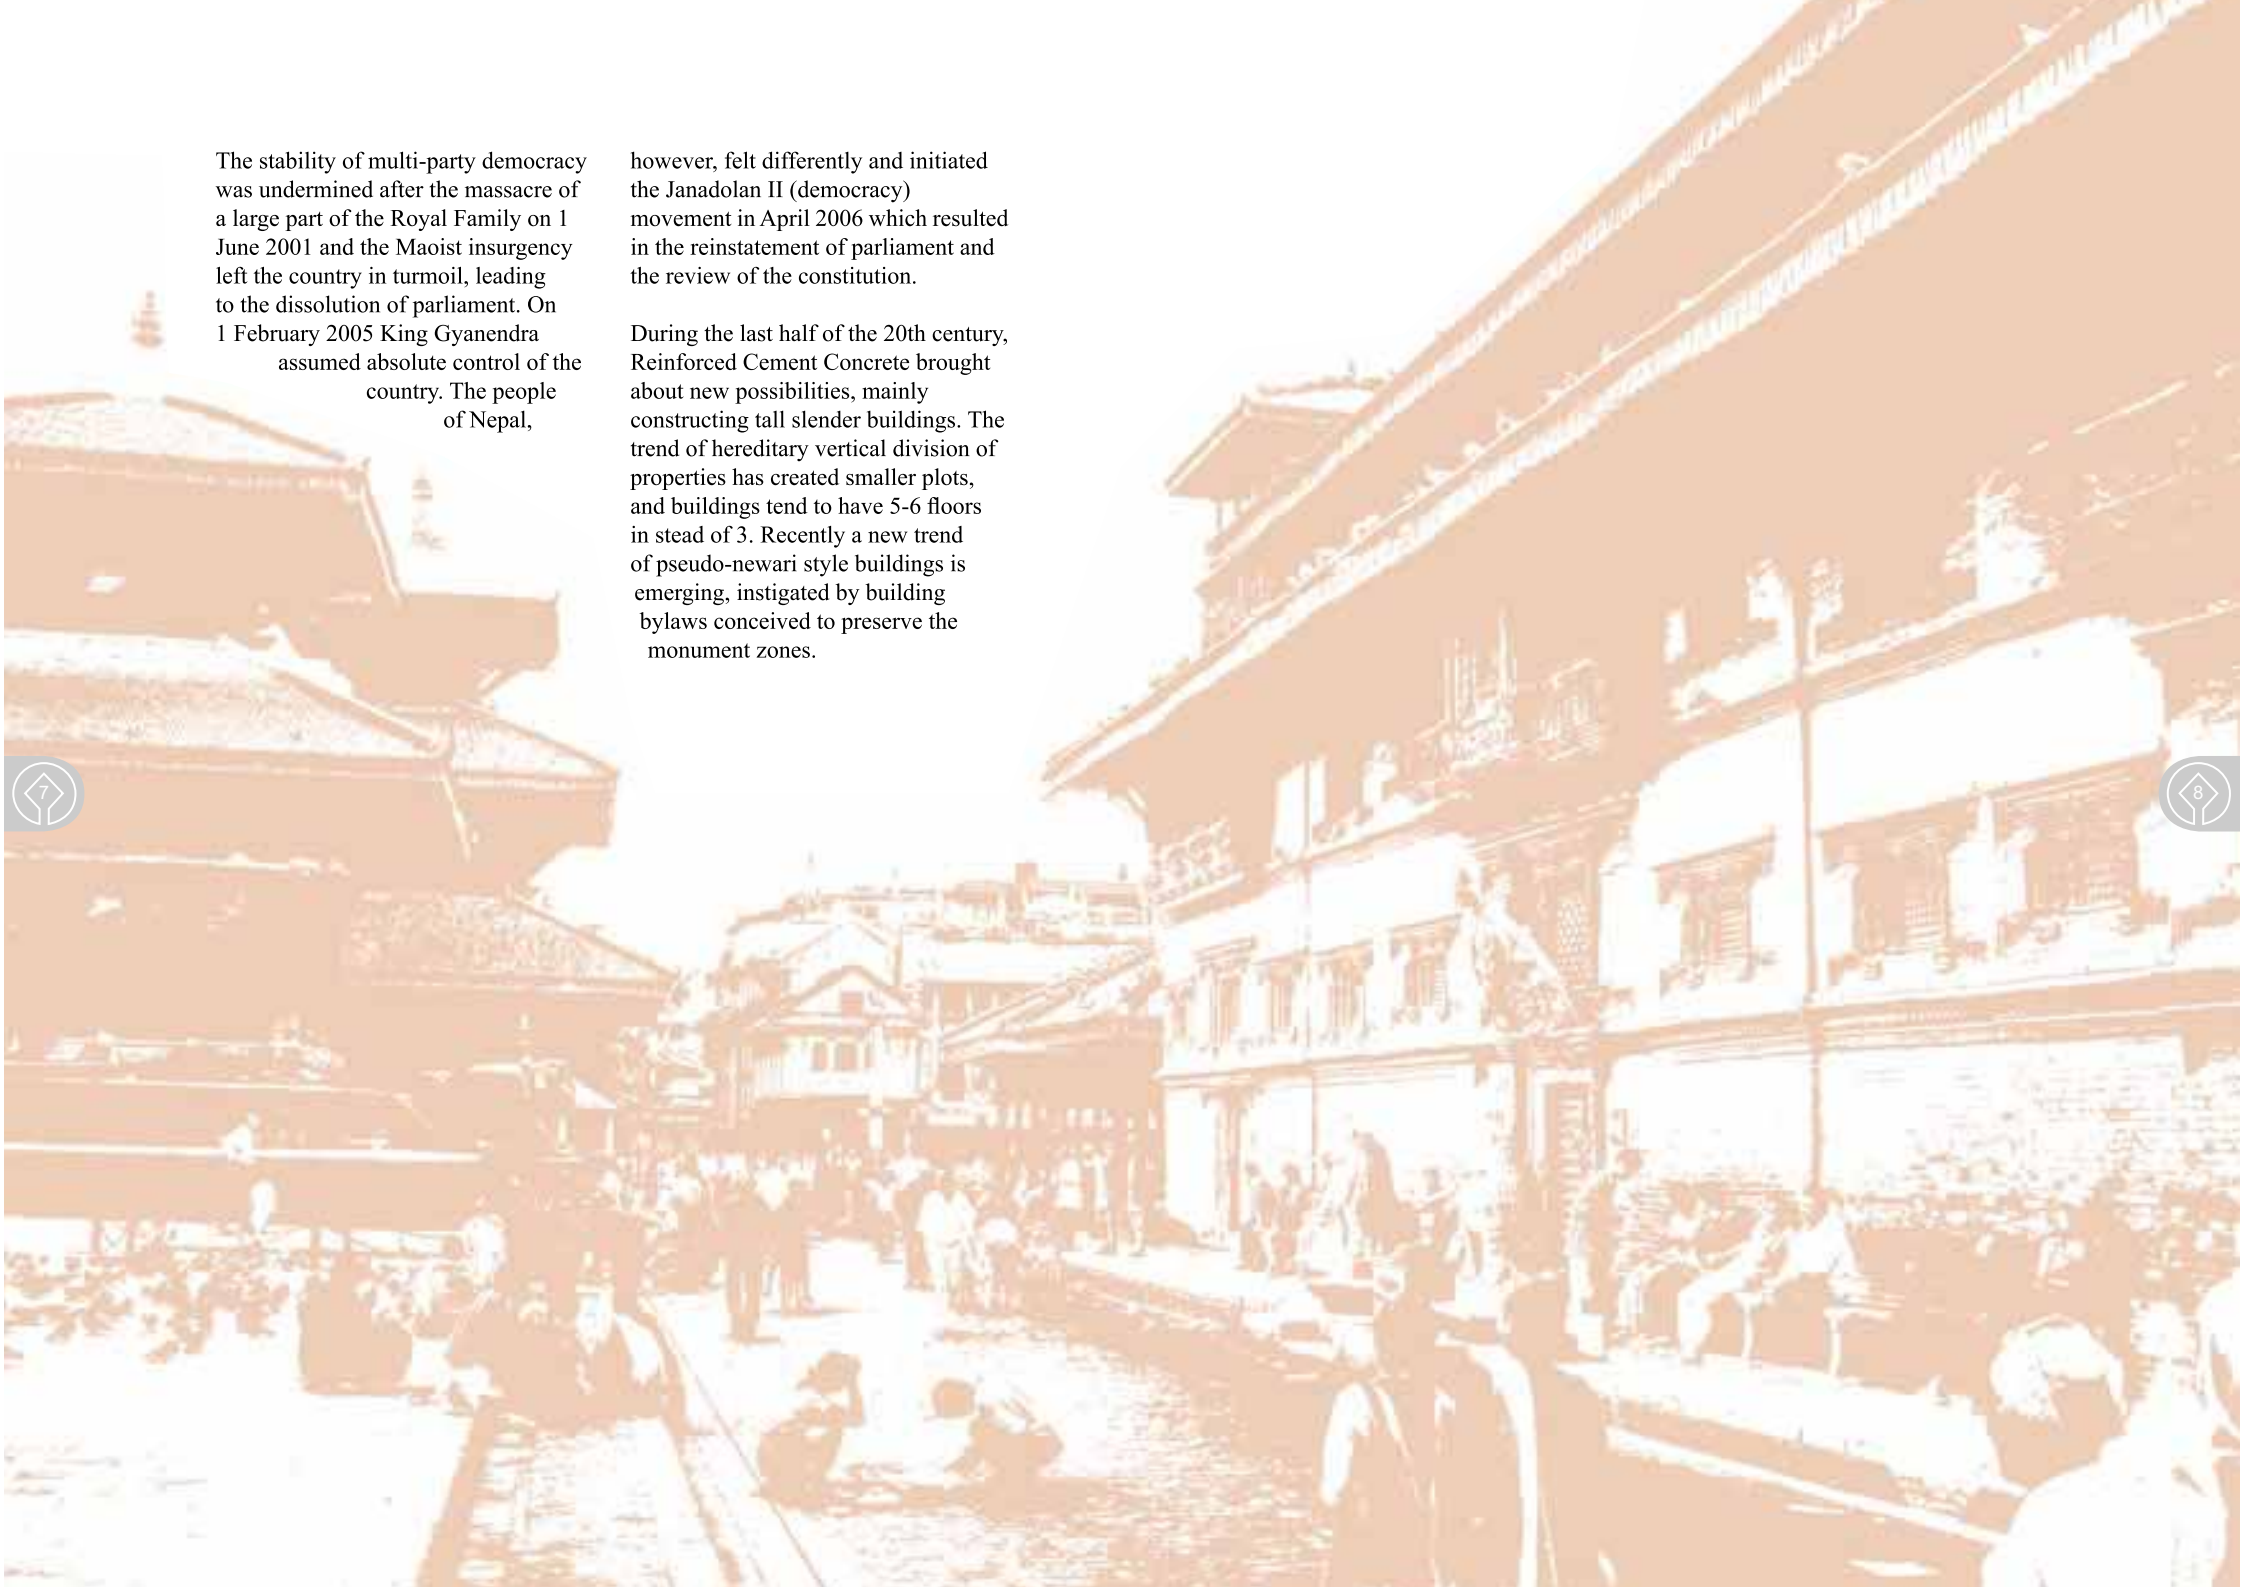 The stability of multi-party democracy
was undermined after the massacre of
a large part of the Royal Family on 1
June 2001 and the Maoist insurgency
left the country in turmoil, leading
to the dissolution of parliament. On
1 February 2005 King Gyanendra
assumed absolute control of the
country. The people
of Nepal,
however, felt differently and initiated
the Janadolan II (democracy)
movement in April 2006 which resulted
in the reinstatement of parliament and
the review of the constitution.
During the last half of the 20th century,
Reinforced Cement Concrete brought
about new possibilities, mainly
constructing tall slender buildings. The
trend of hereditary vertical division of
properties has created smaller plots,
and buildings tend to have 5-6 floors
in stead of 3. Recently a new trend
of pseudo-newari style buildings is
emerging, instigated by building
bylaws conceived to preserve the
monument zones.
7
8